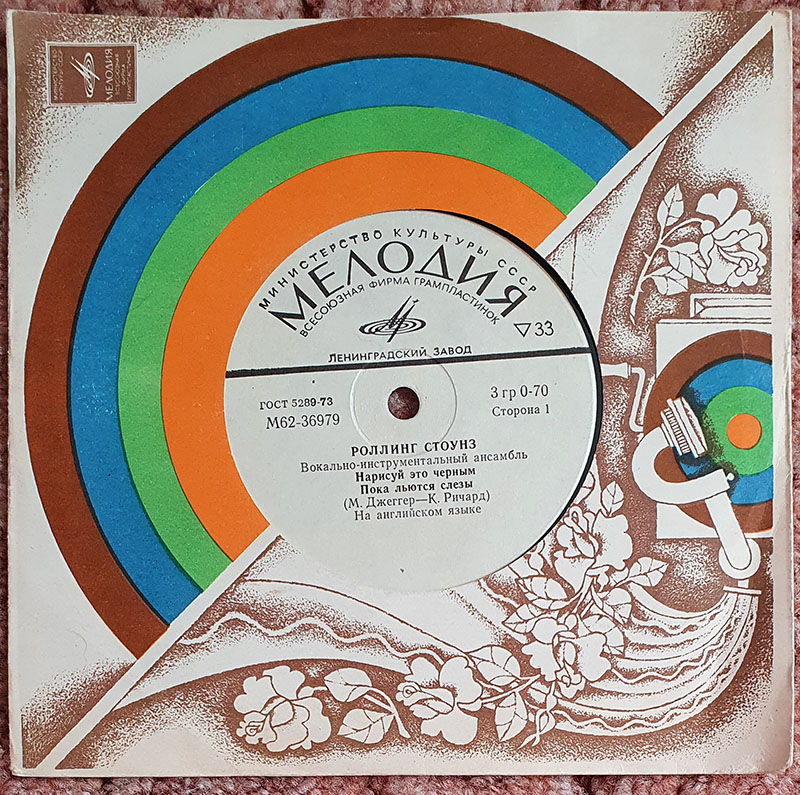 МЕЛОДИЯ
МИНИСТЕРСТВО КУЛЬТУРЫ СССР
МЕЛОДИЯ
ВСЕСОЮЗНАЯ ФИРМА ГРАМПЛАСТИНОК
▽33
ЛЕНИНГРАДСКИЙ ЗАВОД
ГОСТ 5289-73
3 гр 0-70
М62-36979
Сторона 1
РОЛЛИНГ СТОУНЗ
Вокально-инструментальный ансамбль
Нарисуй это черным
Пока льются слезы
(М. Джеггер—К. Ричард)
На английском языке